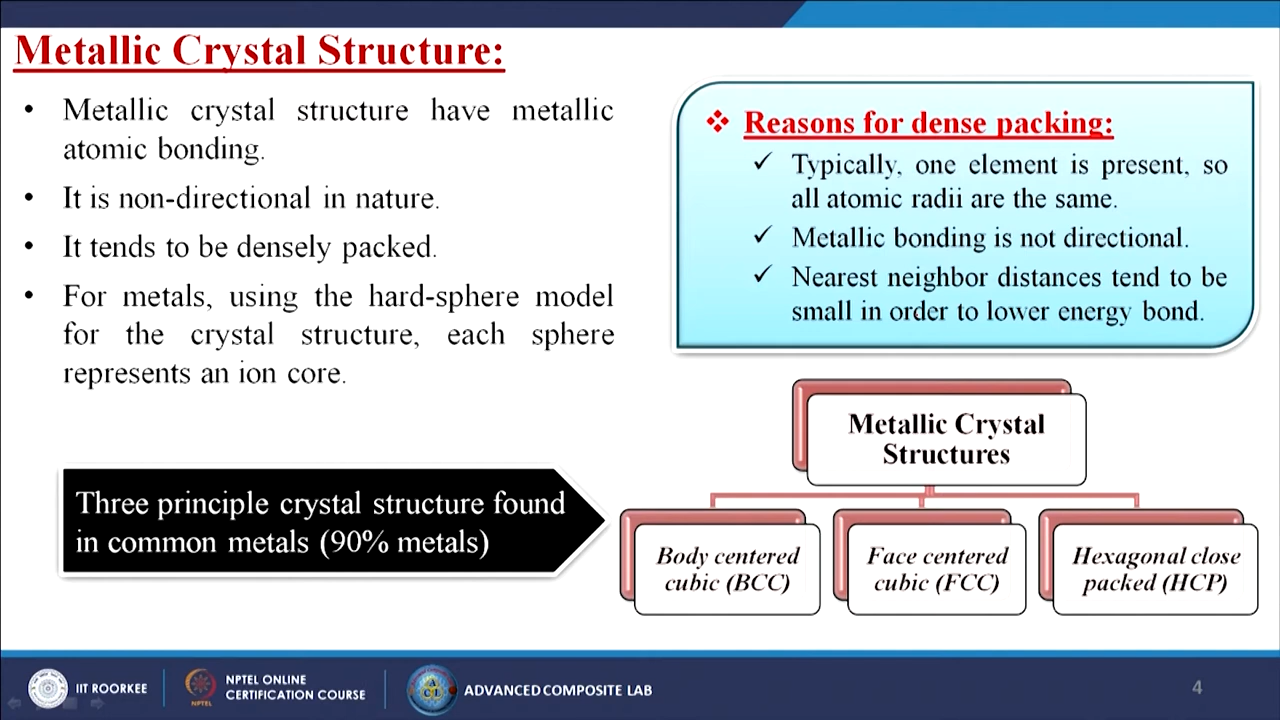 Metallic Crystal Structure:
• Metallic crystal structure have metallic
atomic bonding.
• It is non-directional in nature.
• It tends to be densely packed.
• For metals, using the hard-sphere model
for the crystal structure, each sphere
represents an ion core.
Three principle crystal structure found
in common metals (90% metals)
❖ Reasons for dense packing:
✓ Typically, one element is present, so
all atomic radii are the same.
✓ Metallic bonding is not directional.
✓ Nearest neighbor distances tend to be
small in order to lower energy bond.
Metallic Crystal
Structures
Body centered
cubic (BCC)
Face centered
cubic (FCC)
Hexagonal close
packed (HCP)
IIT ROORKEE
NPTEL
NPTEL ONLINE
CERTIFICATION COURSE
ADVANCED COMPOSITE LAB
4